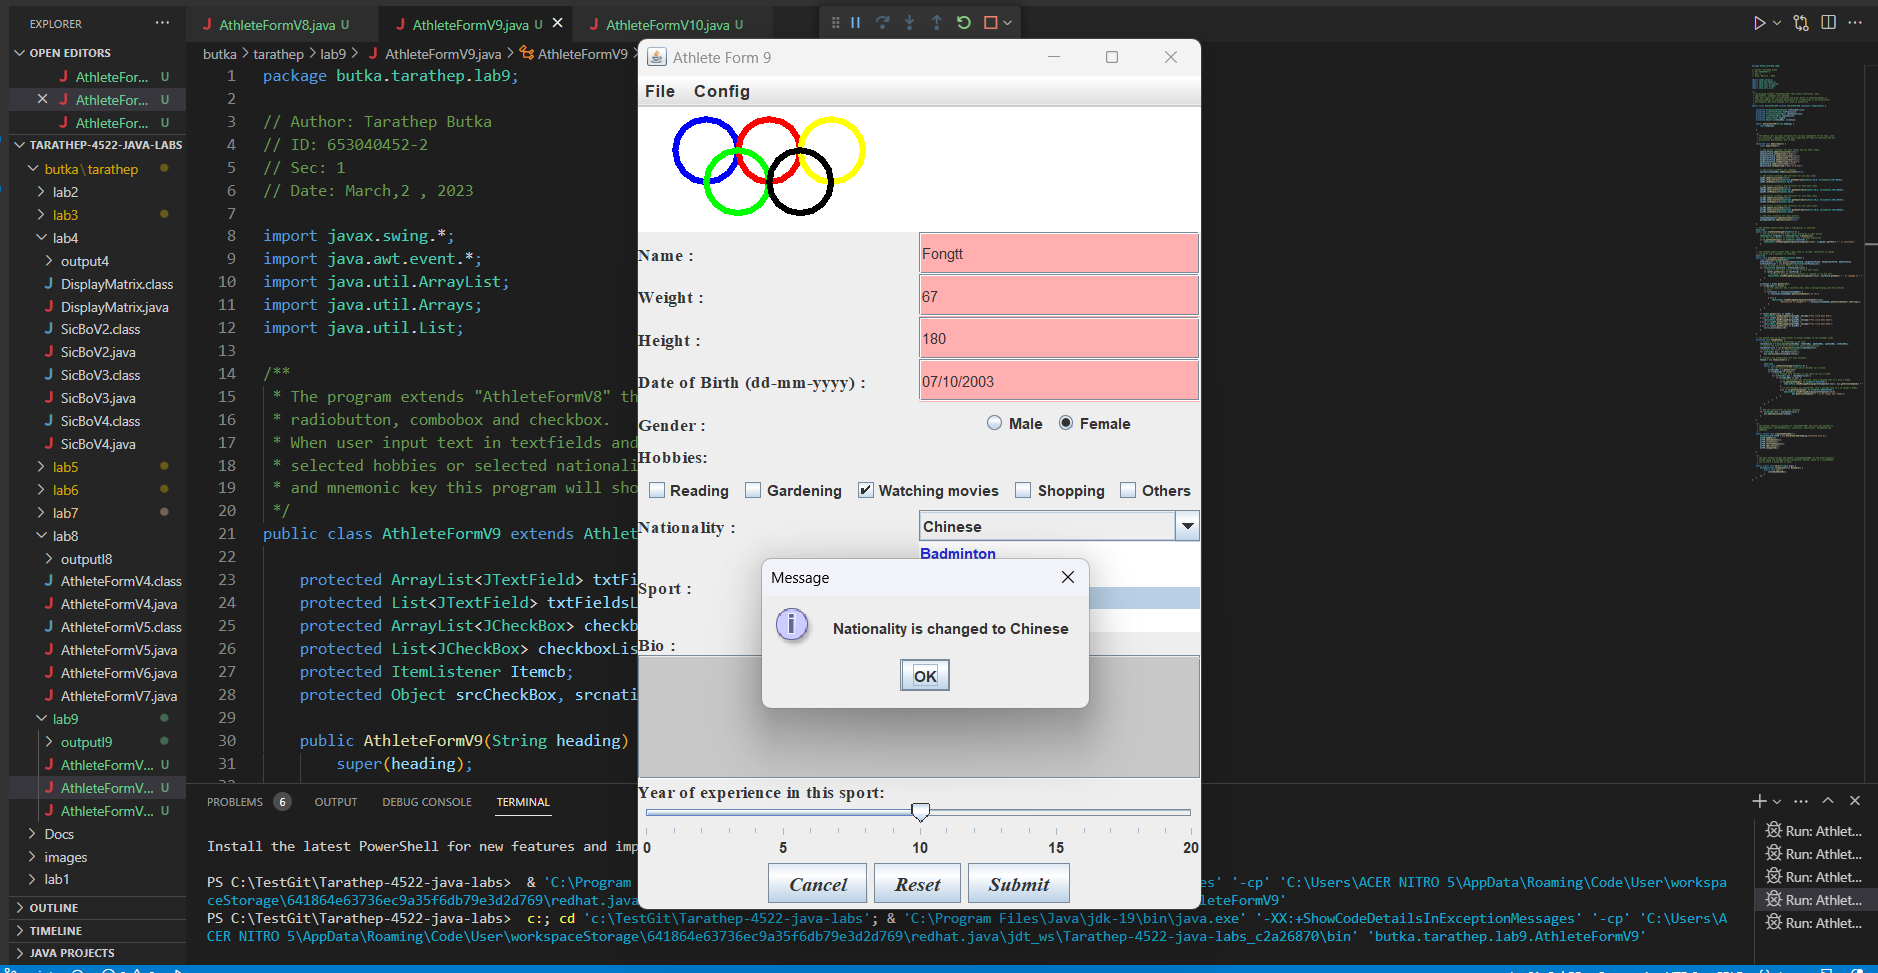 EXPLORER
OPEN EDITORS
AthleteFor... U
AthleteFor... U
AthleteFor... U
TARATHEP-4522-JAVA-LABS
butka\tarathep
lab2
lab3
lab4
output4
DisplayMatrix.class
DisplayMatrix.java
SicBoV2.class
SicBoV2.java
SicBoV3.class
SicBoV3.java
SicBoV4.class
SicBoV4.java
lab5
lab6
lab7
lab8
outputl8
AthleteFormV4.class
AthleteFormV4.java
AthleteFormV5.class
AthleteFormV5.java
AthleteFormV6.java
AthleteFormV7.java
lab9
outputl9
AthleteFormV... U
AthleteFormV... U
AthleteFormV... U
Docs
images
lab1
OUTLINE
TIMELINE
JAVA PROJECTS
AthleteFormV8.java U
AthleteFormV9.java U
AthleteFormV10.java U
butka > tarathep > lab9 > AthleteFormV9.java > AthleteFormV9 >
1 package butka.tarathep.lab9;
2
3 // Author: Tarathep Butka
4 // ID: 653040452-2
5 // Sec: 1
6 // Date: March,2 , 2023
7
8 import javax.swing.*;
9 import java.awt.event.*;
10 import java.util.ArrayList;
11 import java.util.Arrays;
12 import java.util.List;
13
14 /**
15 * The program extends "AthleteFormV8" th
16 * radiobutton, combobox and checkbox.
17 * When user input text in textfields and
18 * selected hobbies or selected nationali
19 * and mnemonic key this program will sho
20 */
21 public class AthleteFormV9 extends Athlet
22
23 protected ArrayList<JTextField> txtFi
24 protected List<JTextField> txtFieldsL
25 protected ArrayList<JCheckBox> checkb
26 protected List<JCheckBox> checkboxLis
27 protected ItemListener Itemcb;
28 protected Object srcCheckBox, srcnati
29
30 public AthleteFormV9(String heading)
31 super(heading);
Athlete Form 9
File Config
Name : Fongtt
Weight : 67
Height : 180
Date of Birth (dd-mm-yyyy) : 07/10/2003
Gender : Male Female
Hobbies:
Reading Gardening Watching movies Shopping Others
Nationality : Chinese
Badminton
Sport :
Bio :
Message
Nationality is changed to Chinese
OK
Year of experience in this sport:
0 5 10 15 20
Cancel Reset Submit
PROBLEMS 6 OUTPUT DEBUG CONSOLE TERMINAL
Install the latest PowerShell for new features and imp
PS C:\TestGit\Tarathep-4522-java-labs> & 'C:\Program es' '-cp' 'C:\Users\ACER NITRO 5\AppData\Roaming\Code\User\workspa
ceStorage\641864e63736ec9a35f6db79e3d2d769\redhat.java leteFormV9'
PS C:\TestGit\Tarathep-4522-java-labs> c:; cd 'c:\TestGit\Tarathep-4522-java-labs'; & 'C:\Program Files\Java\jdk-19\bin\java.exe' '-XX:+ShowCodeDetailsInExceptionMessages' '-cp' 'C:\Users\A
CER NITRO 5\AppData\Roaming\Code\User\workspaceStorage\641864e63736ec9a35f6db79e3d2d769\redhat.java\jdt_ws\Tarathep-4522-java-labs_c2a26870\bin' 'butka.tarathep.lab9.AthleteFormV9'
Run: Athlet...
Run: Athlet...
Run: Athlet...
Run: Athlet...
Run: Athlet...